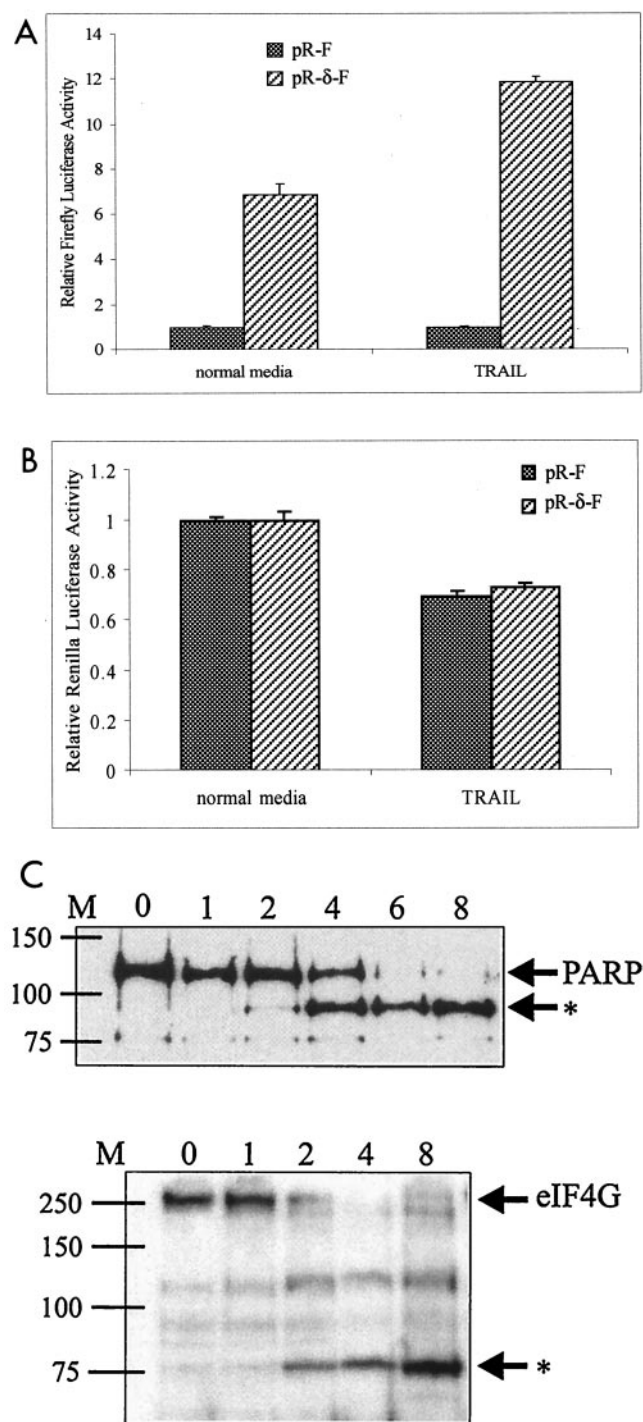 A
14
12
10
8
6
4
2
0
Relative Firefly Luciferase Activity
pR-F
pR-δ-F
normal media
TRAIL
B
1.2
1
0.8
0.6
0.4
0.2
0
Relative Renilla Luciferase Activity
pR-F
pR-δ-F
normal media
TRAIL
C
M 0 1 2 4 6 8
150
100
75
PARP
*
M 0 1 2 4 8
250
150
100
75
eIF4G
*